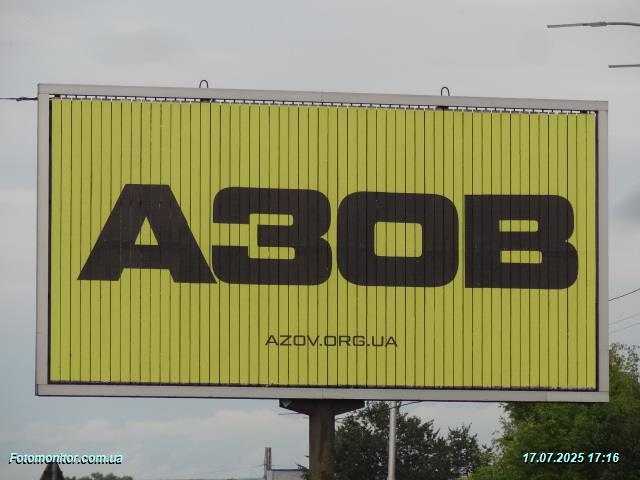 АЗОВ
AZOV.ORG.UA
Fotomonitor.com.ua
17.07.2025 17:16